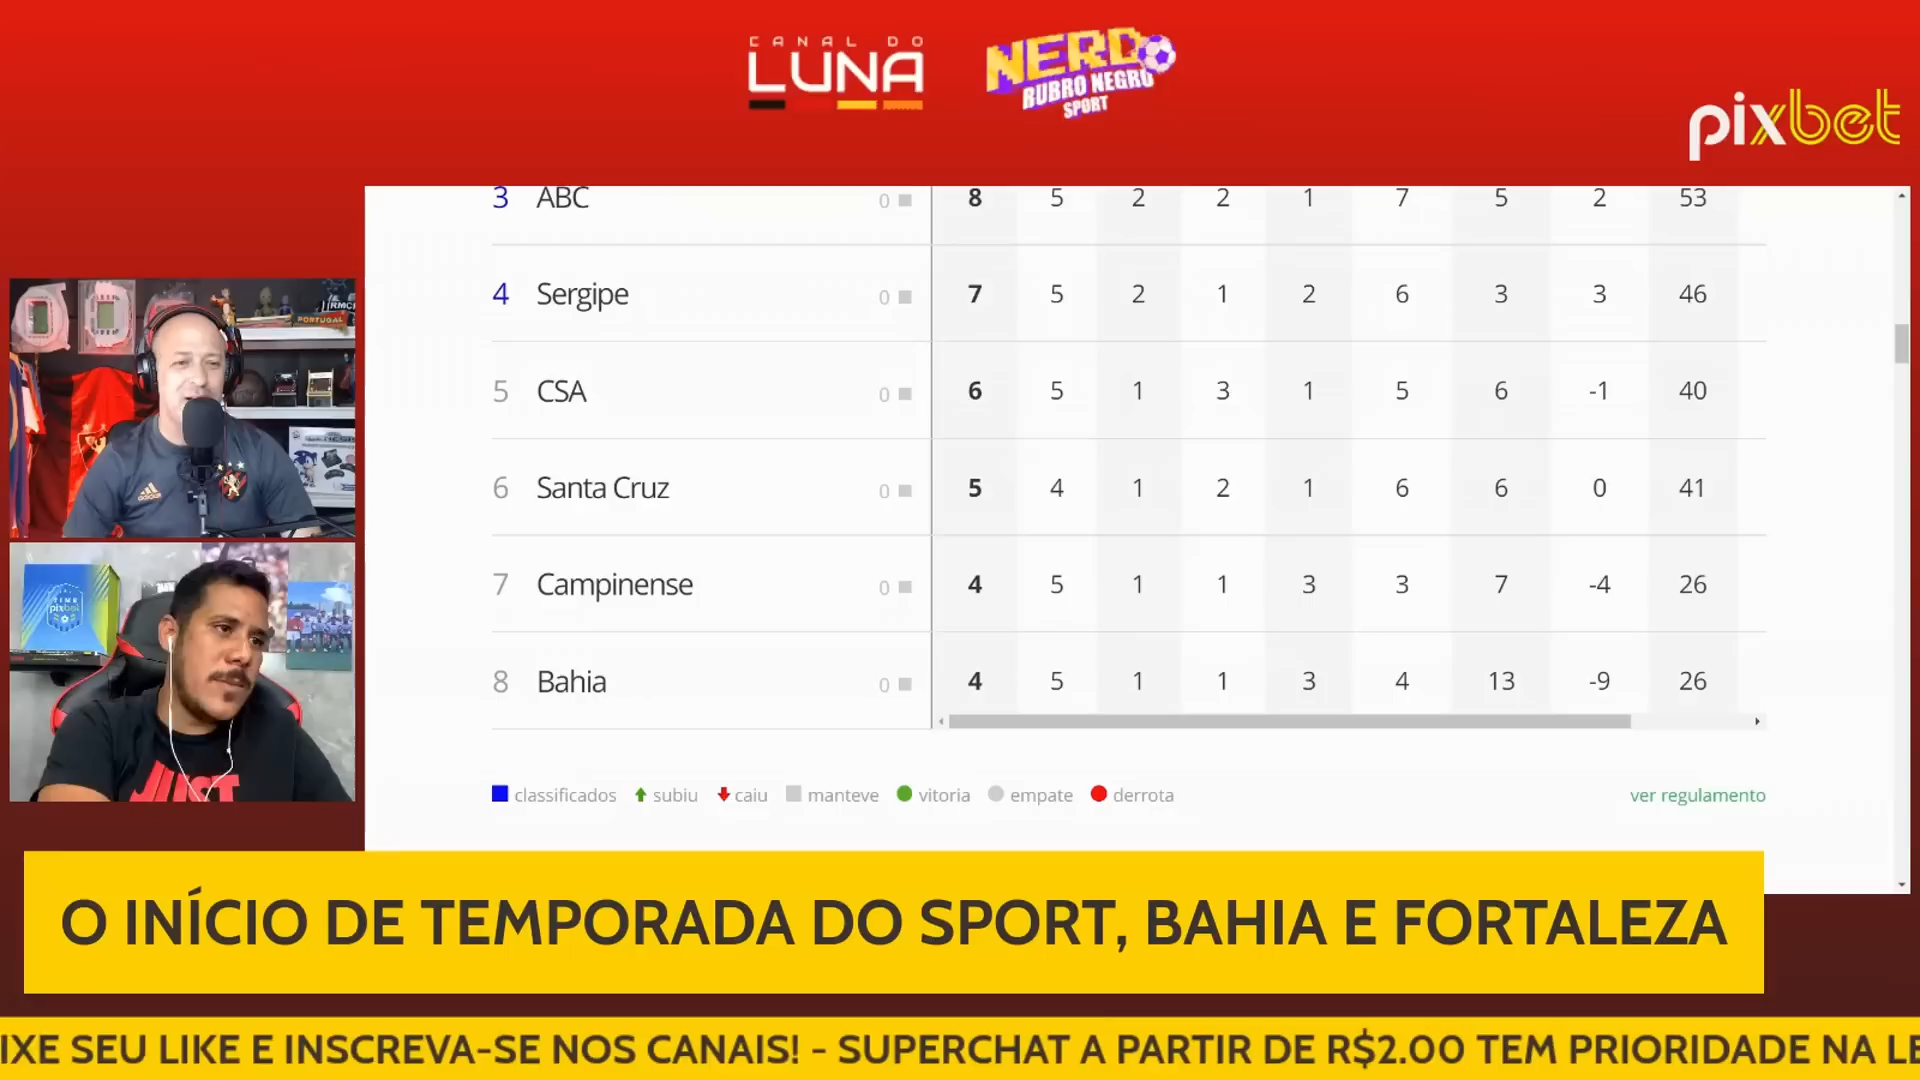 CANAL DO
LUNA
NERD
RUBRO NEGRO
SPORT
pixbet
3 ABC 0 8 5 2 2 1 7 5 2 53
4 Sergipe 0 7 5 2 1 2 6 3 3 46
5 CSA 0 6 5 1 3 1 5 6 -1 40
6 Santa Cruz 0 5 4 1 2 1 6 6 0 41
7 Campinense 0 4 5 1 1 3 3 7 -4 26
8 Bahia 0 4 5 1 1 3 4 13 -9 26
classificados subiu caiu manteve vitoria empate derrota ver regulamento
PORTUGAL
adidas
pixbet
JUST
O INÍCIO DE TEMPORADA DO SPORT, BAHIA E FORTALEZA
IXE SEU LIKE E INSCREVA-SE NOS CANAIS! - SUPERCHAT A PARTIR DE R$2.00 TEM PRIORIDADE NA LE